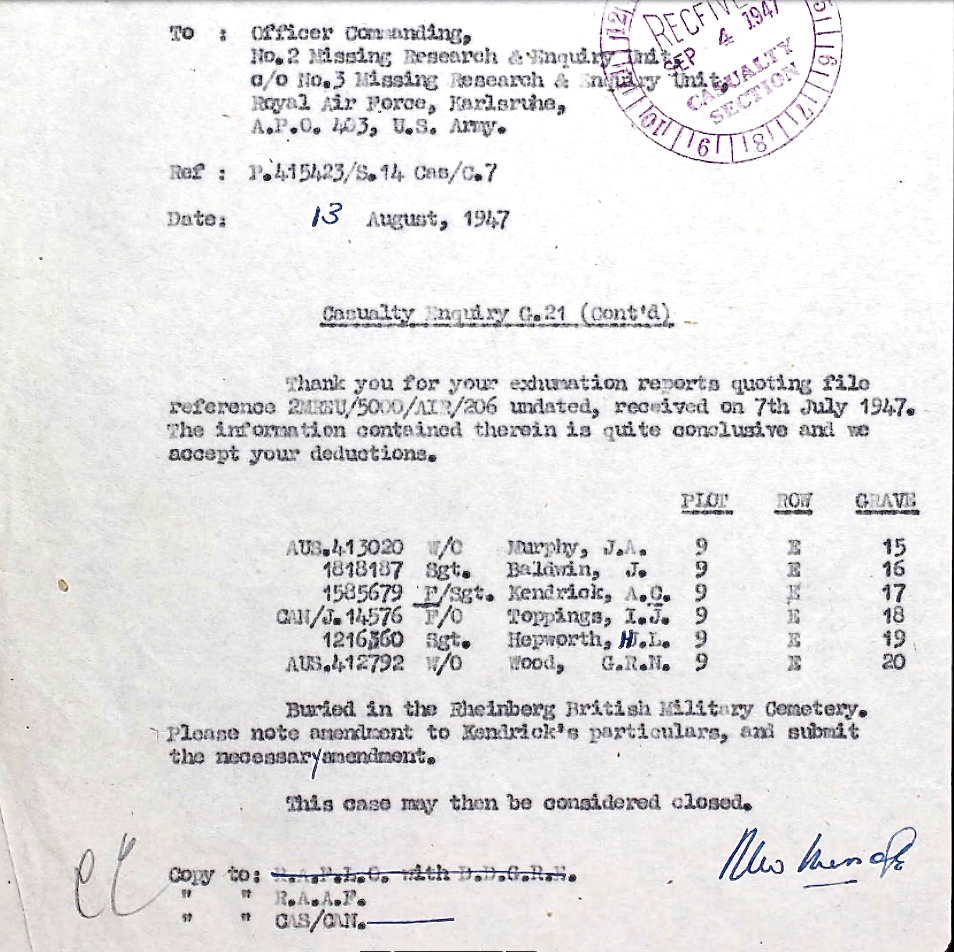 To : Officer Commanding,
No.2 Missing Research & Enquiry Unit,
c/o No.3 Missing Research & Enquiry Unit,
Royal Air Force, Karlsruhe,
A.P.O. 403, U.S. Army.
RECEIVED
SEP 4 1947
CASUALTY
SECTION
Ref : P.415423/S.14 Cas/C.7
Date: 13 August, 1947
Casualty Enquiry G.21 (Cont'd)
Thank you for your exhumation reports quoting file
reference 2MREU/5000/AIR/206 undated, received on 7th July 1947.
The information contained therein is quite conclusive and we
accept your deductions.
PLOT ROW GRAVE
AUS.413020 W/O Murphy, J.A. 9 E 15
1818187 Sgt. Baldwin, J. 9 E 16
1585679 F/Sgt. Kendrick, A.C. 9 E 17
CAN/J.14576 F/O Toppings, I.J. 9 E 18
1216360 Sgt. Hepworth, H.L. 9 E 19
AUS.412792 W/O Wood, G.R.N. 9 E 20
Buried in the Rheinberg British Military Cemetery.
Please note amendment to Kendrick's particulars, and submit
the necessary amendment.
This case may then be considered closed.
Copy to: R.A.F.L.O. with D.D.G.R.E.
" " R.A.A.F.
" " CAS/CAN.